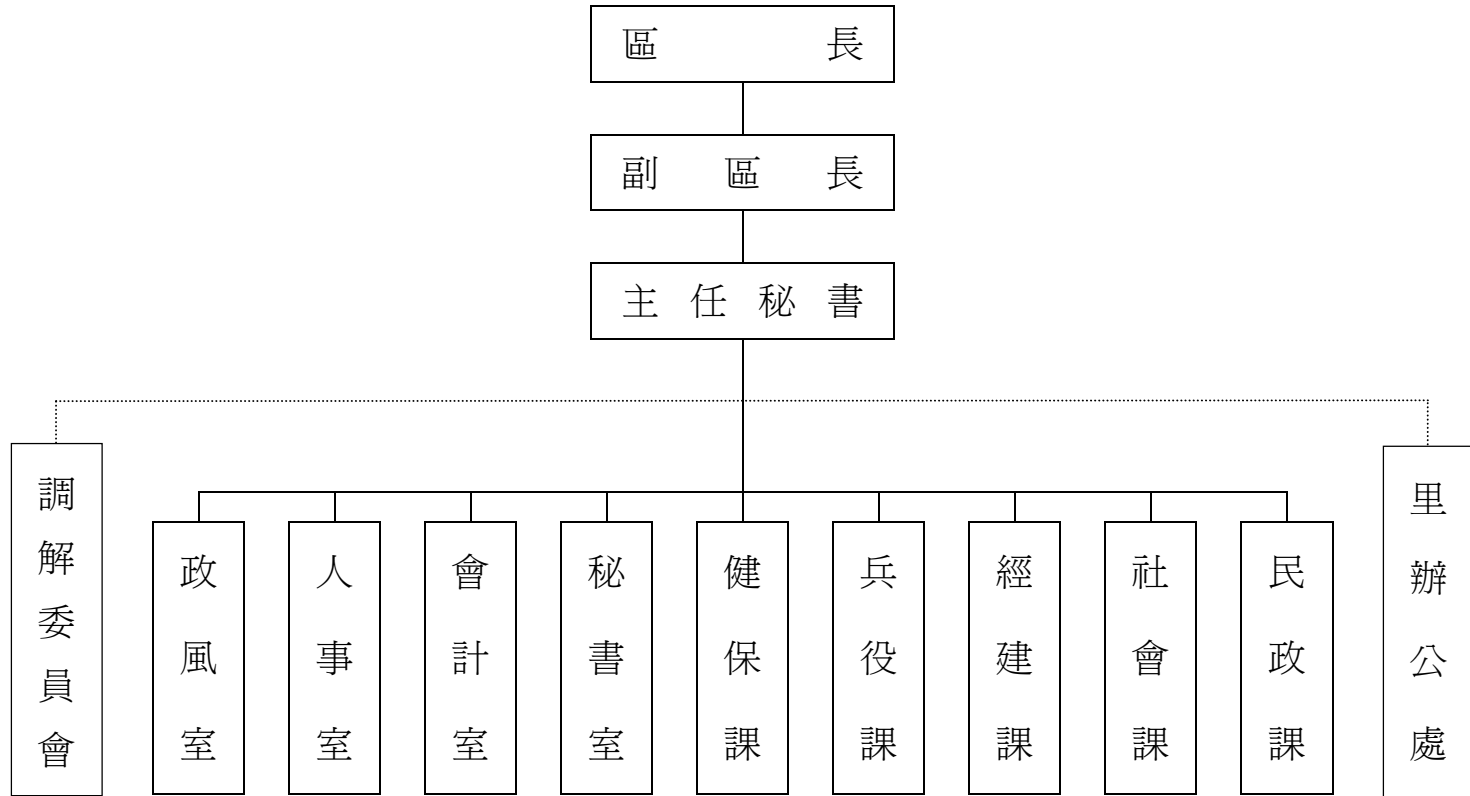 區長
副區長
主任秘書
調解委員會
政風室
人事室
會計室
秘書室
健保課
兵役課
經建課
社會課
民政課
里辦公處